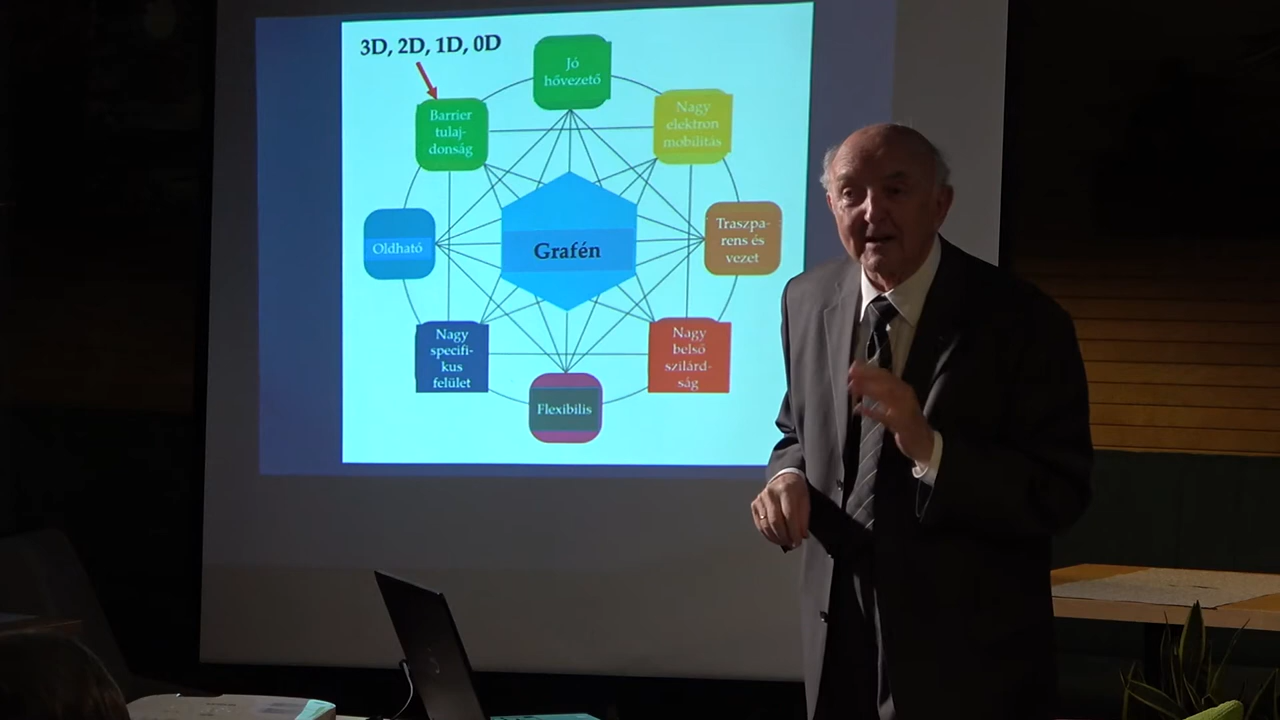 3D, 2D, 1D, 0D
Jó
hővezető
Nagy
elektron
mobilitás
Traszpa-
rens és
vezet
Nagy
belső
szilárd-
ság
Flexibilis
Nagy
specifi-
kus
felület
Oldható
Barrier
tulaj-
donság
Grafén